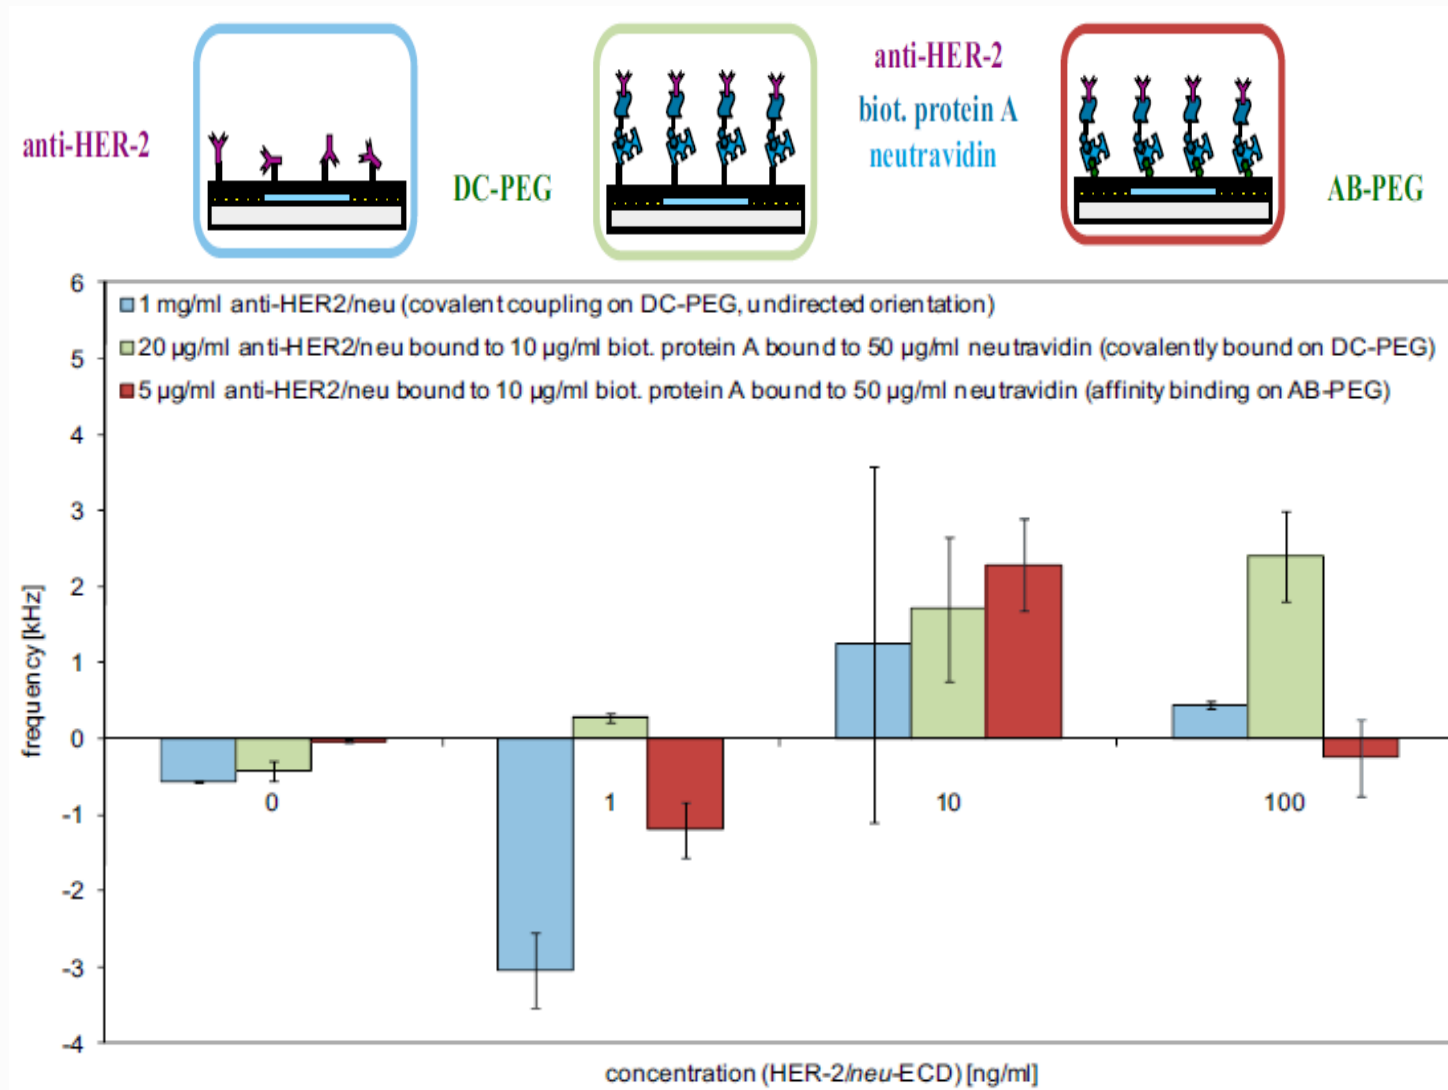 anti-HER-2
DC-PEG
anti-HER-2
biot. protein A
neutravidin
AB-PEG
1 mg/ml anti-HER2/neu (covalent coupling on DC-PEG, undirected orientation)
20 µg/ml anti-HER2/neu bound to 10 µg/ml biot. protein A bound to 50 µg/ml neutravidin (covalently bound on DC-PEG)
5 µg/ml anti-HER2/neu bound to 10 µg/ml biot. protein A bound to 50 µg/ml neutravidin (affinity binding on AB-PEG)
6
5
4
3
2
1
0
-1
-2
-3
-4
frequency [kHz]
0
1
10
100
concentration (HER-2/neu-ECD) [ng/ml]